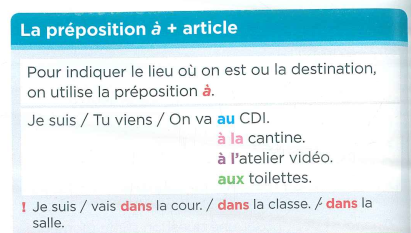 La préposition à + article
Pour indiquer le lieu où on est ou la destination,
on utilise la préposition à.
Je suis / Tu viens / On va au CDI.
à la cantine.
à l'atelier vidéo.
aux toilettes.
! Je suis / vais dans la cour. / dans la classe. / dans la
salle.